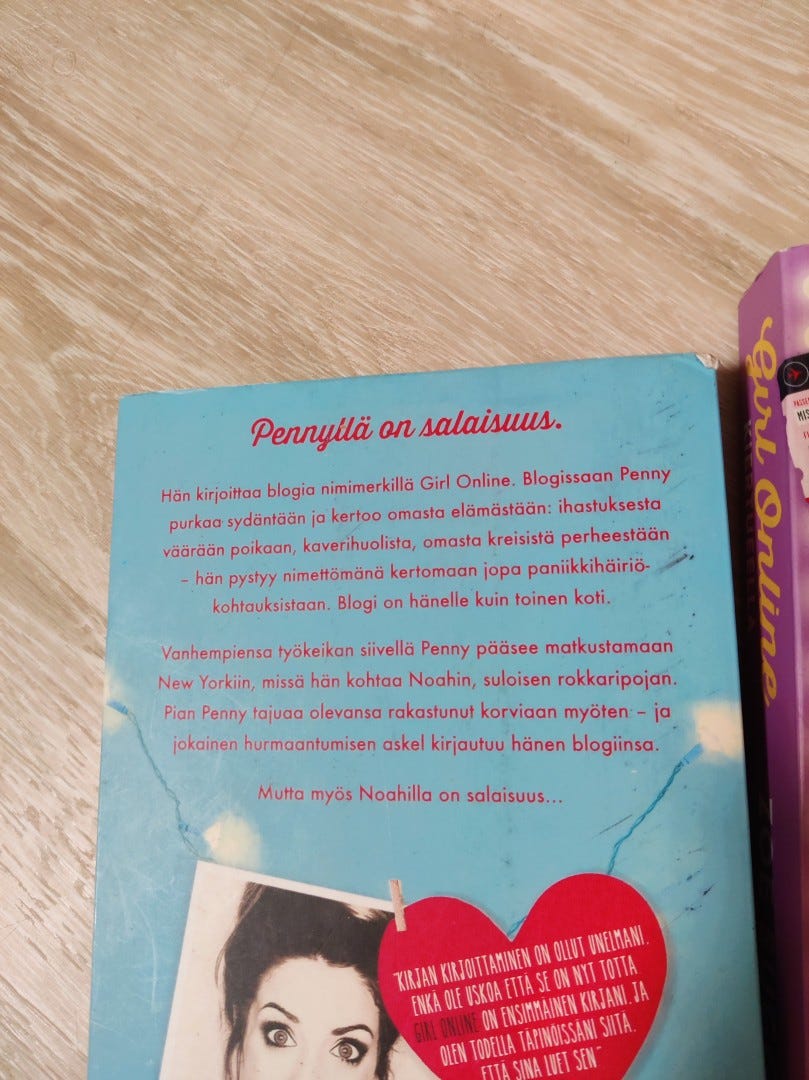 Pennyllä on salaisuus.
Hän kirjoittaa blogia nimimerkillä Girl Online. Blogissaan Penny
purkaa sydäntään ja kertoo omasta elämästään: ihastuksesta
väärään poikaan, kaverihuolista, omasta kreisistä perheestään
– hän pystyy nimettömänä kertomaan jopa paniikkihäiriö-
kohtauksistaan. Blogi on hänelle kuin toinen koti.
Vanhempiensa työkeikan siivellä Penny pääsee matkustamaan
New Yorkiin, missä hän kohtaa Noahin, suloisen rokkaripojan.
Pian Penny tajuaa olevansa rakastunut korviaan myöten – ja
jokainen hurmaantumisen askel kirjautuu hänen blogiinsa.
Mutta myös Noahilla on salaisuus...
"KIRJAN KIRJOITTAMINEN ON OLLUT UNELMANI.
ENKÄ OLE USKOA ETTÄ SE ON NYT TOTTA
GIRL ONLINE ON ENSIMMÄINEN KIRJANI, JA
OLEN TODELLA TÄPINÖISSÄNI SIITÄ,
ETTÄ SINÄ LUET SEN"
Girl Online
KIERTUEELLA